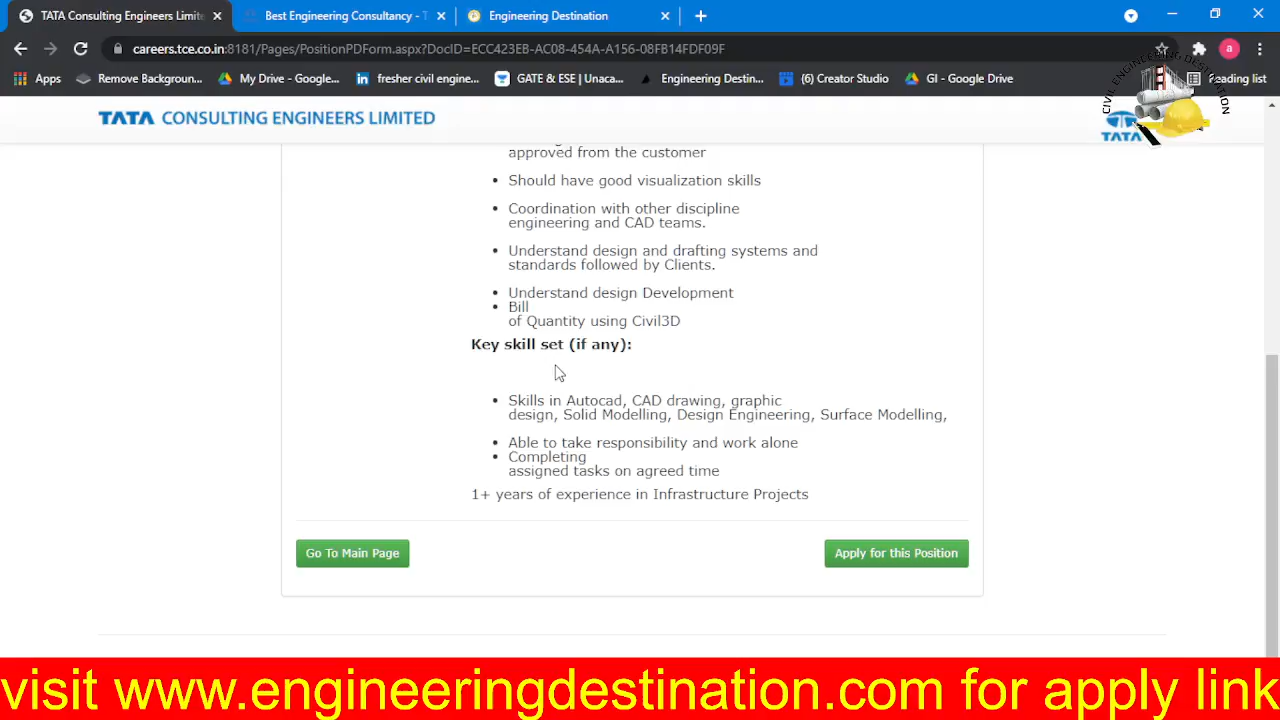 TATA Consulting Engineers Limite
Best Engineering Consultancy - T
Engineering Destination
careers.tce.co.in:8181/Pages/PositionPDForm.aspx?DocID=ECC423EB-AC08-454A-A156-08FB14FDF09F
a
Apps
Remove Backgroun...
My Drive - Google...
fresher civil engine...
GATE & ESE | Unaca...
Engineering Destin...
(6) Creator Studio
GI - Google Drive
Reading list
CIVIL ENGINEERING DESTINATION
TATA CONSULTING ENGINEERS LIMITED
TATA
approved from the customer
• Should have good visualization skills
• Coordination with other discipline
engineering and CAD teams.
• Understand design and drafting systems and
standards followed by Clients.
• Understand design Development
• Bill
of Quantity using Civil3D
Key skill set (if any):
• Skills in Autocad, CAD drawing, graphic
design, Solid Modelling, Design Engineering, Surface Modelling,
• Able to take responsibility and work alone
• Completing
assigned tasks on agreed time
1+ years of experience in Infrastructure Projects
Go To Main Page
Apply for this Position
visit www.engineeringdestination.com for apply link